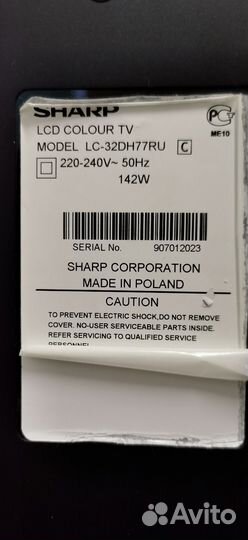 SHARP
LCD COLOUR TV
MODEL LC-32DH77RU C
220-240V~ 50Hz
142W
ME10
SERIAL No. 907012023
SHARP CORPORATION
MADE IN POLAND
CAUTION
TO PREVENT ELECTRIC SHOCK,DO NOT REMOVE
COVER. NO-USER SERVICEABLE PARTS INSIDE.
REFER SERVICING TO QUALIFIED SERVICE
PERSONNEL
Avito